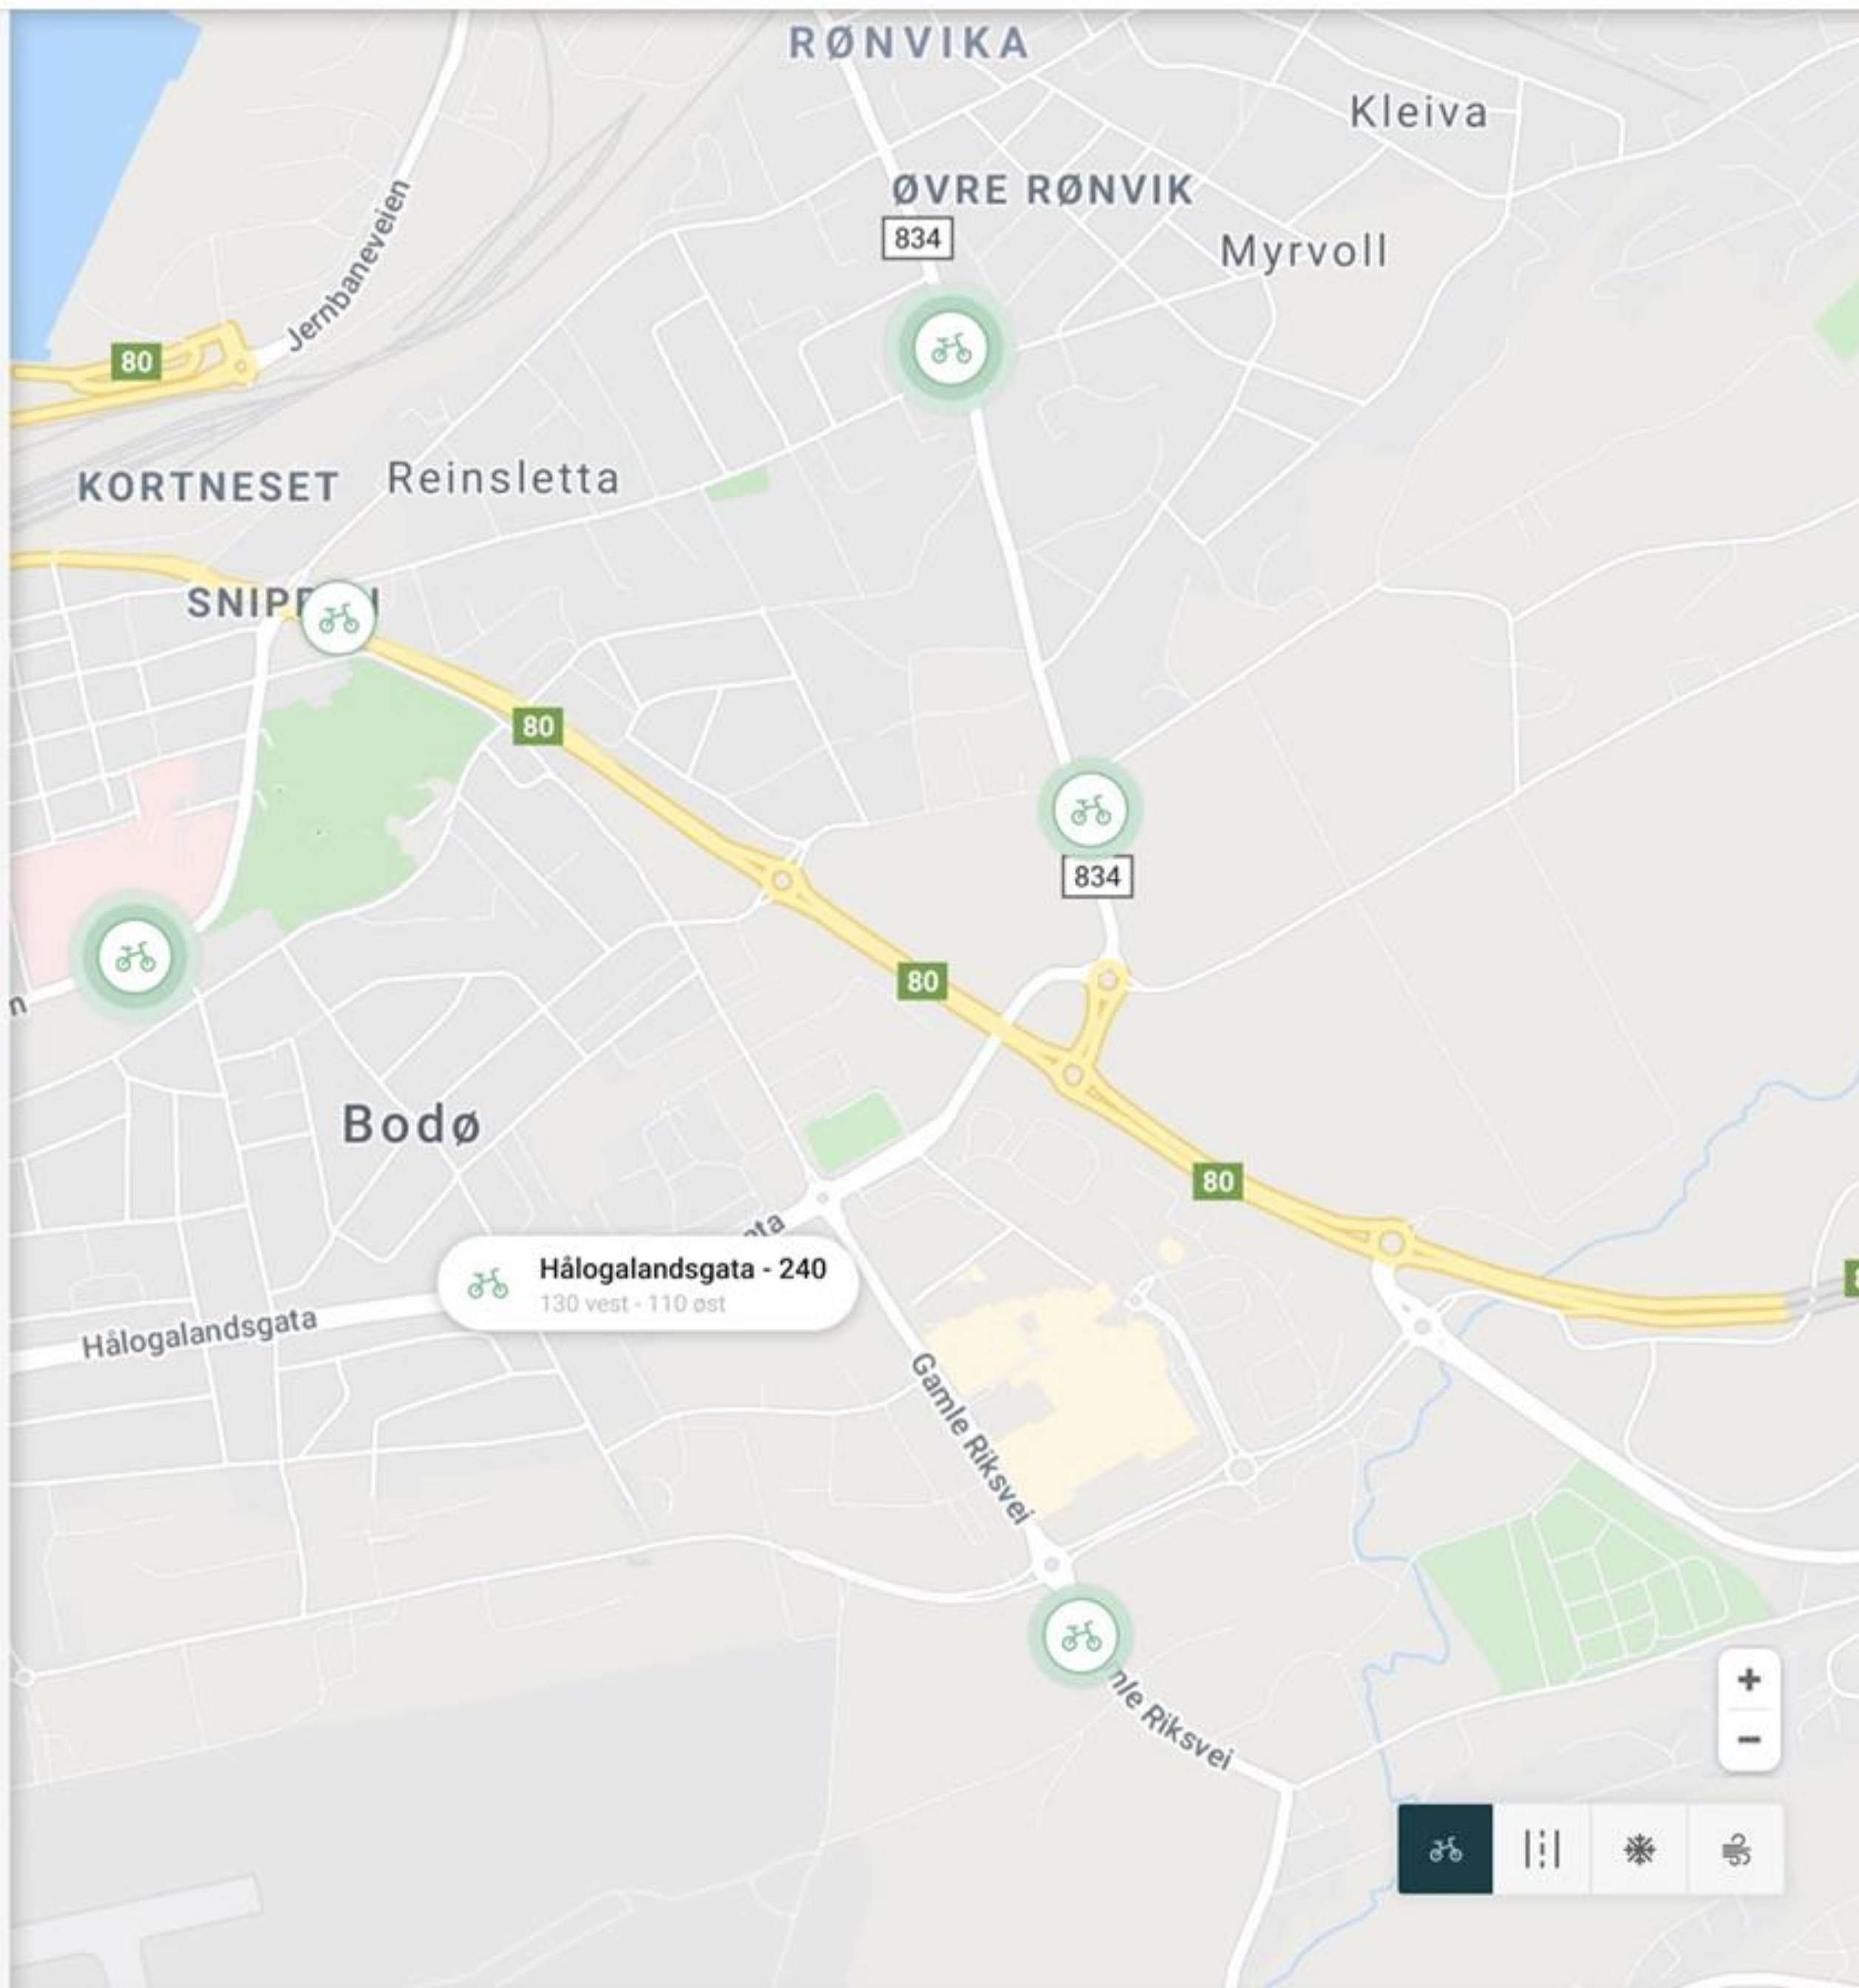 RØNVIKA
Kleiva
ØVRE RØNVIK
834
Myrvoll
Jernbaneveien
80
KORTNESET
Reinsletta
80
834
80
Bodø
80
Hålogalandsgata - 240
130 vest - 110 øst
Hålogalandsgata
Gamle Riksvei
Riksvei